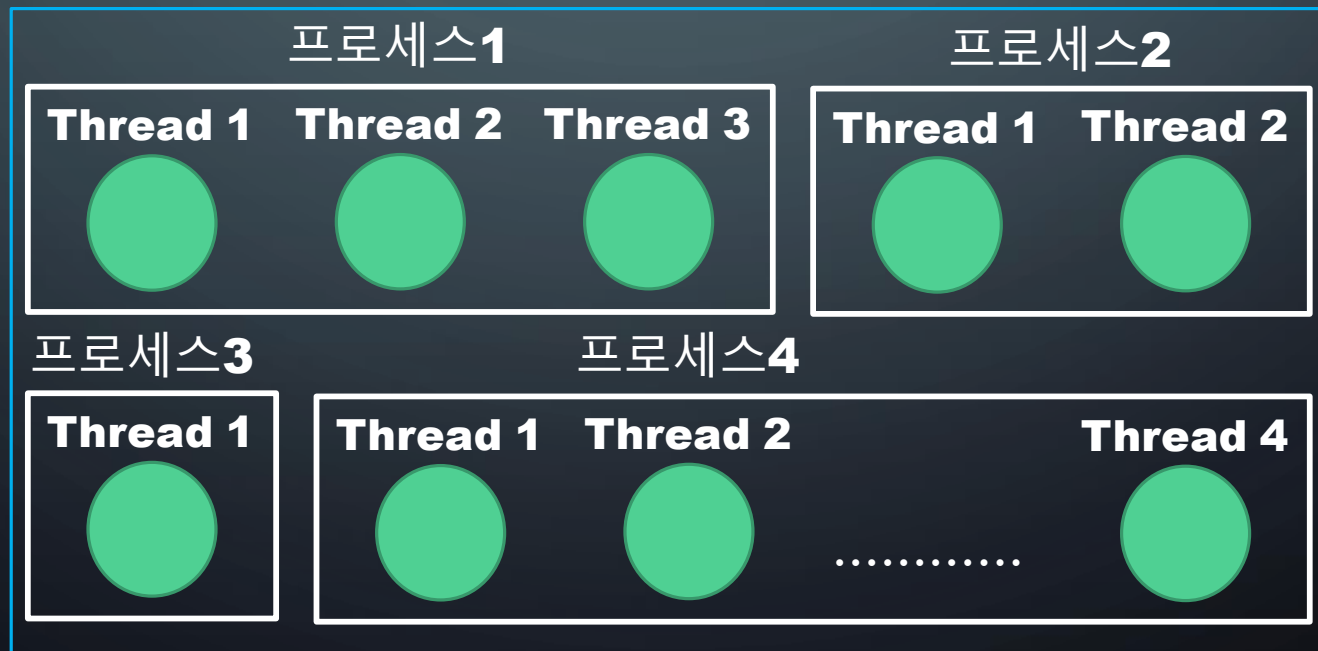 프로세스1
프로세스2
Thread 1 Thread 2 Thread 3
Thread 1 Thread 2
프로세스3
프로세스4
Thread 1
Thread 1 Thread 2 ............ Thread 4